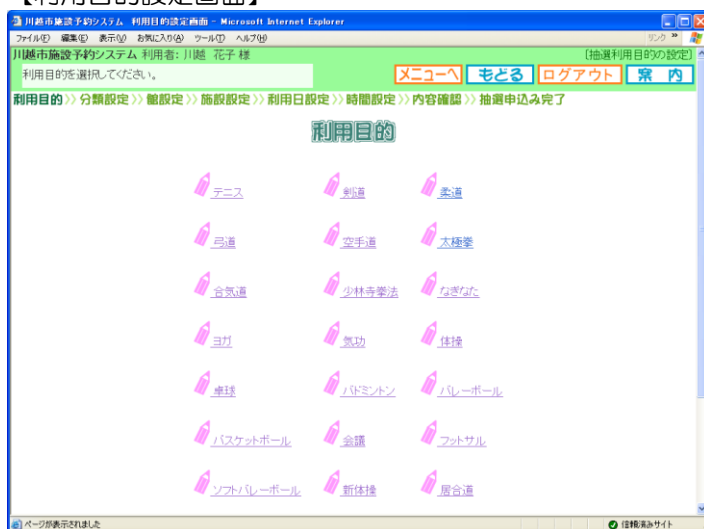 【利用目的設定画面】
川越市施設予約システム 利用目的設定画面 - Microsoft Internet Explorer
ファイル(F) 編集(E) 表示(V) お気に入り(A) ツール(T) ヘルプ(H) リンク »
川越市施設予約システム 利用者: 川越 花子 様 [抽選利用目的の設定]
利用目的を選択してください。 メニューへ もどる ログアウト 案 内
利用目的>>分類設定>>館設定>>施設設定>>利用日設定>>時間設定>>内容確認>>抽選申込み完了
利用目的
テニス 剣道 柔道
弓道 空手道 太極拳
合気道 少林寺拳法 なぎなた
ヨガ 気功 体操
卓球 バドミントン バレーボール
バスケットボール 会議 フットサル
ソフトバレーボール 新体操 居合道
ページが表示されました 信頼済みサイト